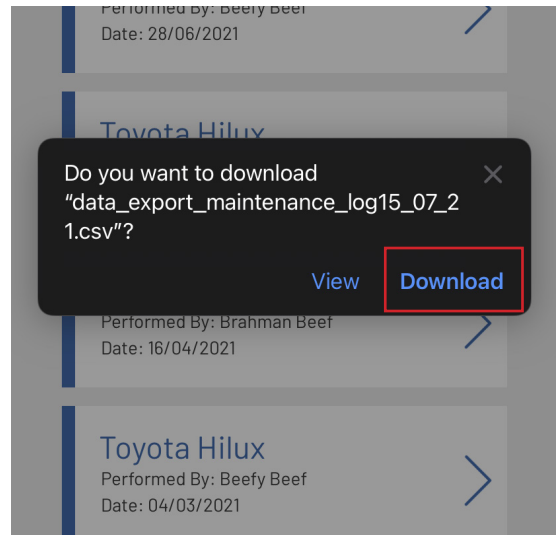 Performed By: Beefy Beef
Date: 28/06/2021
Toyota Hilux
Do you want to download
“data_export_maintenance_log15_07_2
1.csv”?
View Download
Performed By: Brahman Beef
Date: 16/04/2021
Toyota Hilux
Performed By: Beefy Beef
Date: 04/03/2021